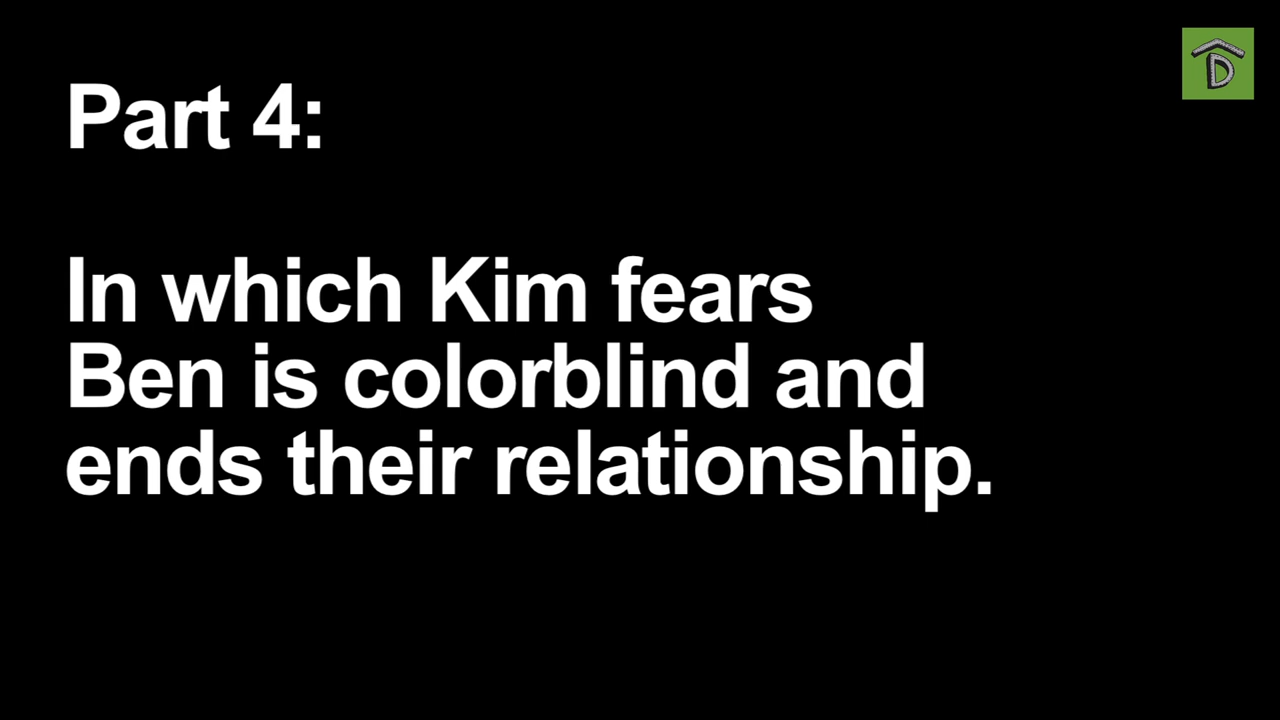 Part 4:
In which Kim fears
Ben is colorblind and
ends their relationship.
D